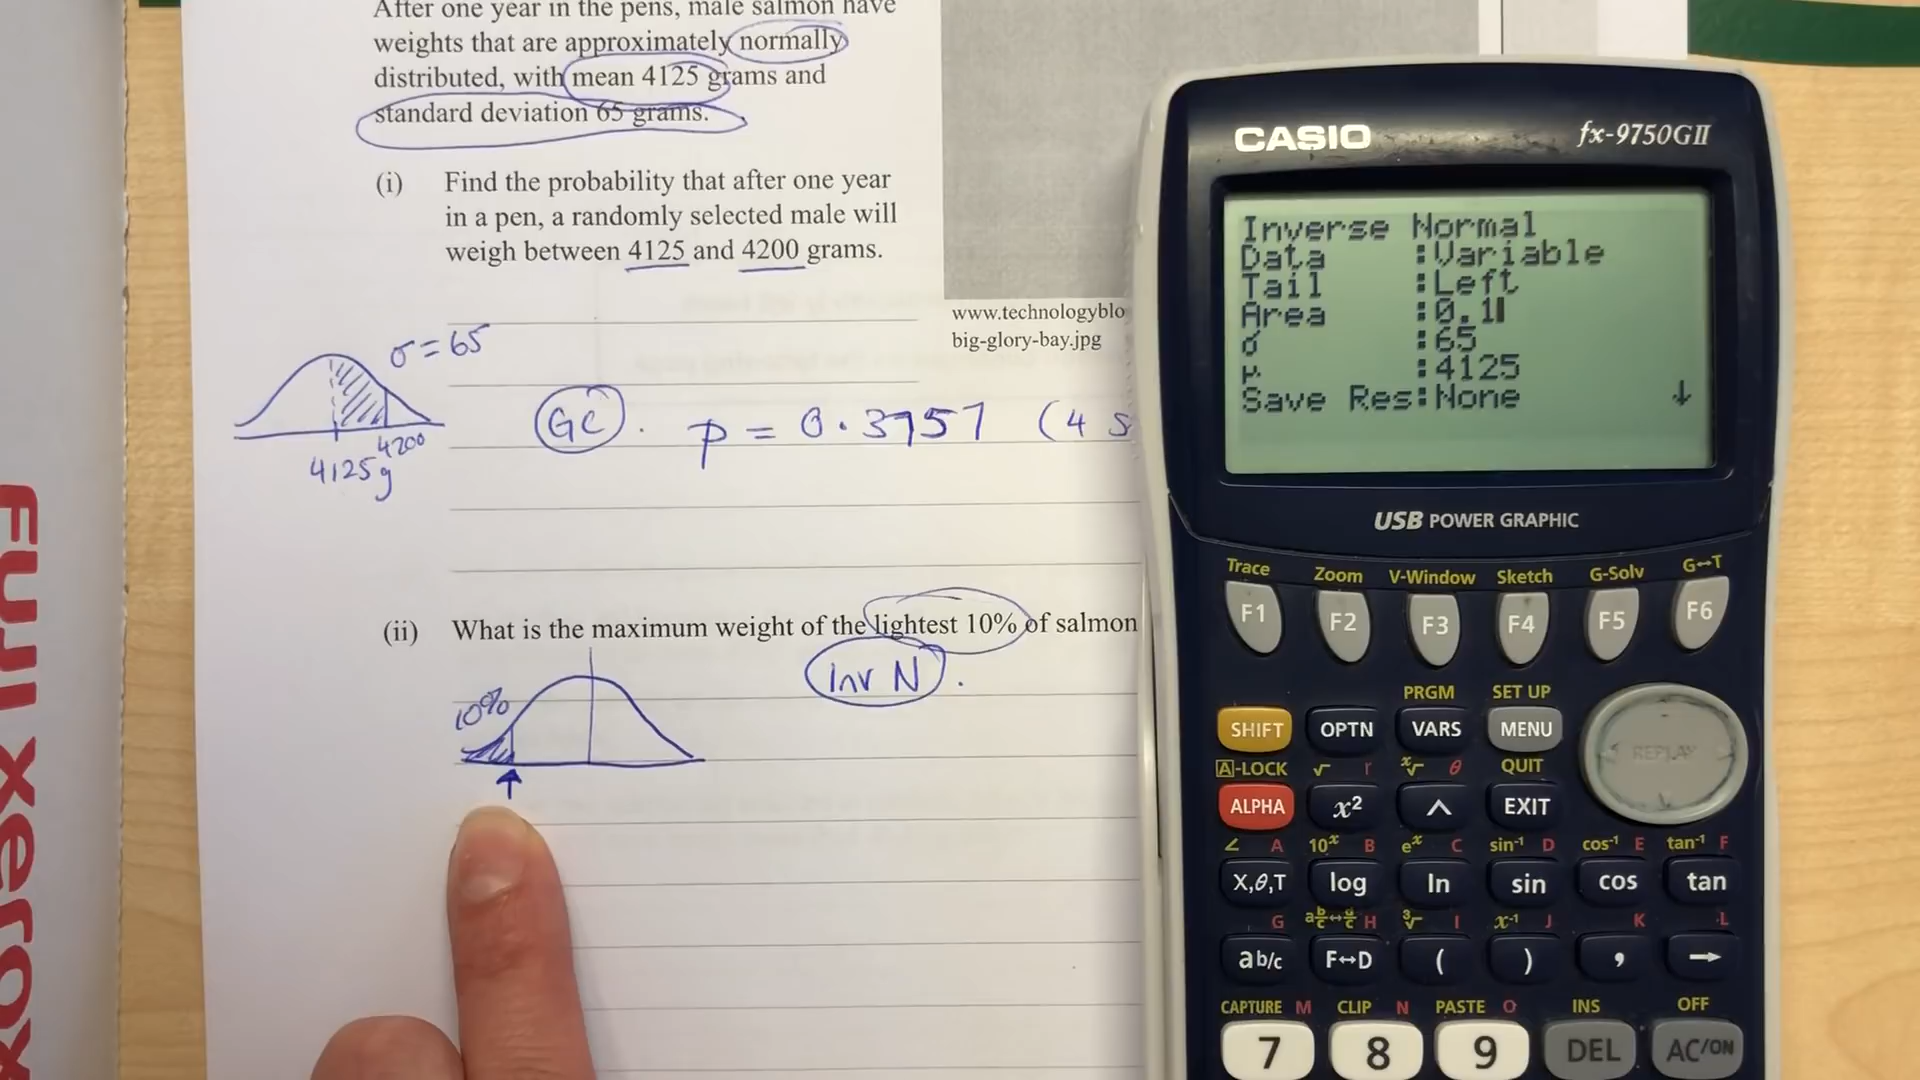 After one year in the pens, male salmon have
weights that are approximately normally
distributed, with mean 4125 grams and
standard deviation 65 grams.
(i) Find the probability that after one year
in a pen, a randomly selected male will
weigh between 4125 and 4200 grams.
www.technologyblo
big-glory-bay.jpg
σ = 65
4200
4125g
GC. p = 0.3757 (4 s
(ii) What is the maximum weight of the lightest 10% of salmon
Inv N.
10%
FUJI xerox
CASIO fx-9750GII
Inverse Normal
Data :Variable
Tail :Left
Area :0.1
σ :65
μ :4125
Save Res:None ↓
USB POWER GRAPHIC
Trace Zoom V-Window Sketch G-Solv G↔T
F1 F2 F3 F4 F5 F6
PRGM SET UP
SHIFT OPTN VARS MENU REPLAY
A-LOCK √ r ˣ√ θ QUIT
ALPHA x² ^ EXIT
∠ A 10ˣ B eˣ C sin⁻¹ D cos⁻¹ E tan⁻¹ F
X,θ,T log ln sin cos tan
G a b/c↔d/c H ³√ I x⁻¹ J K L
ab/c F↔D ( ) , →
CAPTURE M CLIP N PASTE O INS OFF
7 8 9 DEL AC/ON